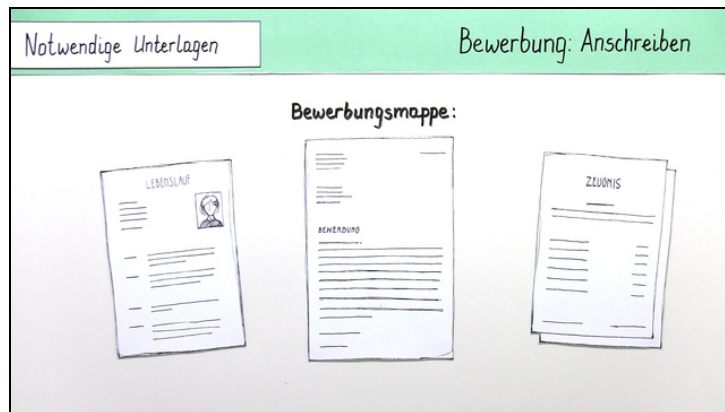 Notwendige Unterlagen
Bewerbung: Anschreiben
Bewerbungsmappe:
LEBENSLAUF
BEWERBUNG
ZEUGNIS